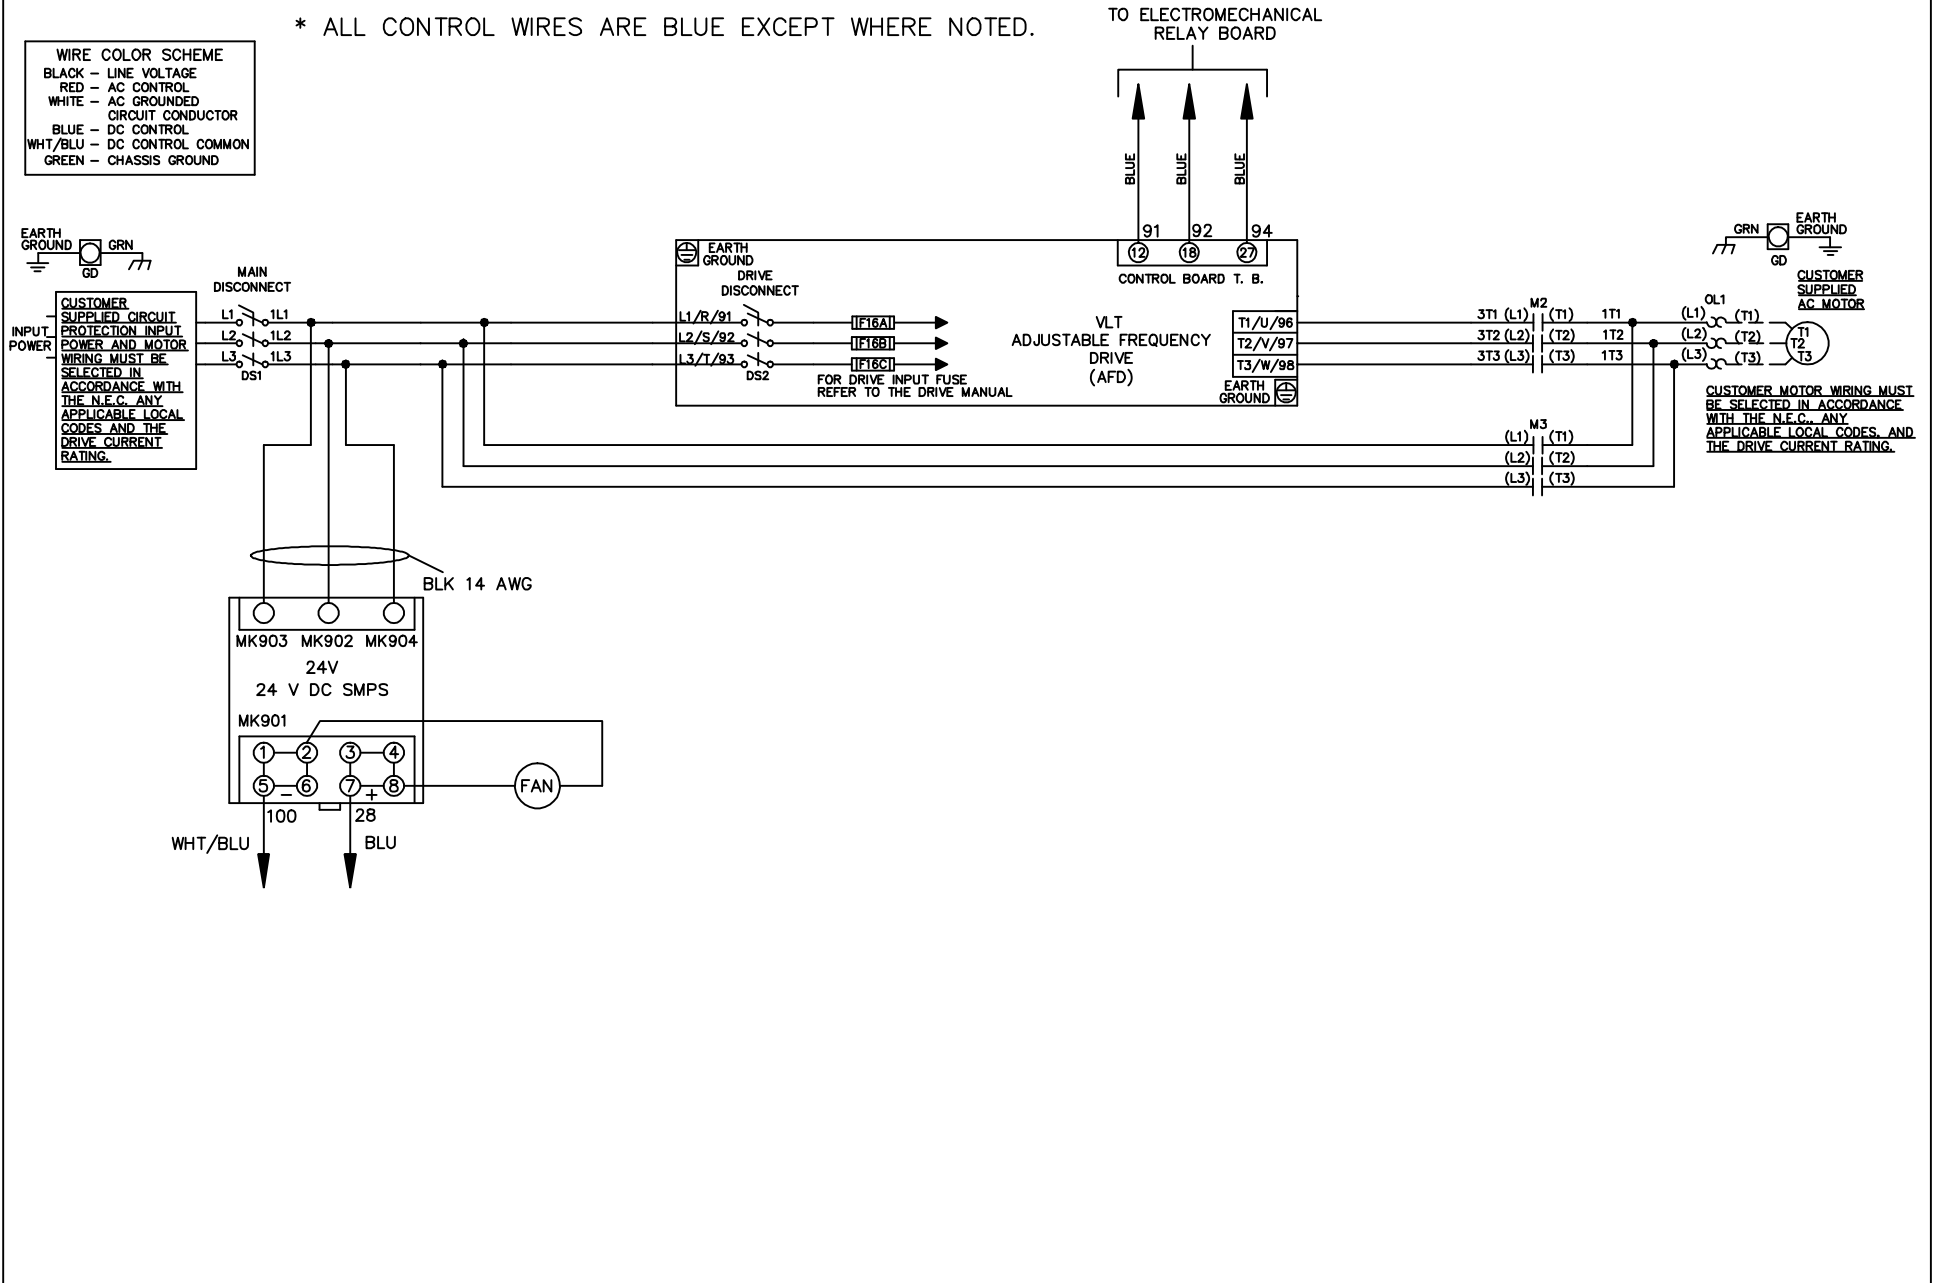 * ALL CONTROL WIRES ARE BLUE EXCEPT WHERE NOTED.
TO ELECTROMECHANICAL
RELAY BOARD
WIRE COLOR SCHEME
BLACK – LINE VOLTAGE
RED – AC CONTROL
WHITE – AC GROUNDED
CIRCUIT CONDUCTOR
BLUE – DC CONTROL
WHT/BLU – DC CONTROL COMMON
GREEN – CHASSIS GROUND
BLUE
BLUE
BLUE
91 92 94
12 18 27
CONTROL BOARD T. B.
EARTH
GROUND
GRN
GD
INPUT
POWER
CUSTOMER
SUPPLIED CIRCUIT
PROTECTION INPUT
POWER AND MOTOR
WIRING MUST BE
SELECTED IN
ACCORDANCE WITH
THE N.E.C. ANY
APPLICABLE LOCAL
CODES AND THE
DRIVE CURRENT
RATING.
MAIN
DISCONNECT
L1 1L1
L2 1L2
L3 1L3
DS1
EARTH
GROUND
DRIVE
DISCONNECT
L1/R/91
L2/S/92
L3/T/93
DS2
F16A
F16B
F16C
FOR DRIVE INPUT FUSE
REFER TO THE DRIVE MANUAL
VLT
ADJUSTABLE FREQUENCY
DRIVE
(AFD)
T1/U/96
T2/V/97
T3/W/98
EARTH
GROUND
M2
3T1 (L1) (T1) 1T1
3T2 (L2) (T2) 1T2
3T3 (L3) (T3) 1T3
M3
(L1) (T1)
(L2) (T2)
(L3) (T3)
OL1
(L1) (T1)
(L2) (T2)
(L3) (T3)
T1
T2
T3
GRN
EARTH
GROUND
GD
CUSTOMER
SUPPLIED
AC MOTOR
CUSTOMER MOTOR WIRING MUST
BE SELECTED IN ACCORDANCE
WITH THE N.E.C., ANY
APPLICABLE LOCAL CODES, AND
THE DRIVE CURRENT RATING.
BLK 14 AWG
MK903 MK902 MK904
24V
24 V DC SMPS
MK901
1 2 3 4
5 6 7 8
– +
FAN
100 28
WHT/BLU BLU